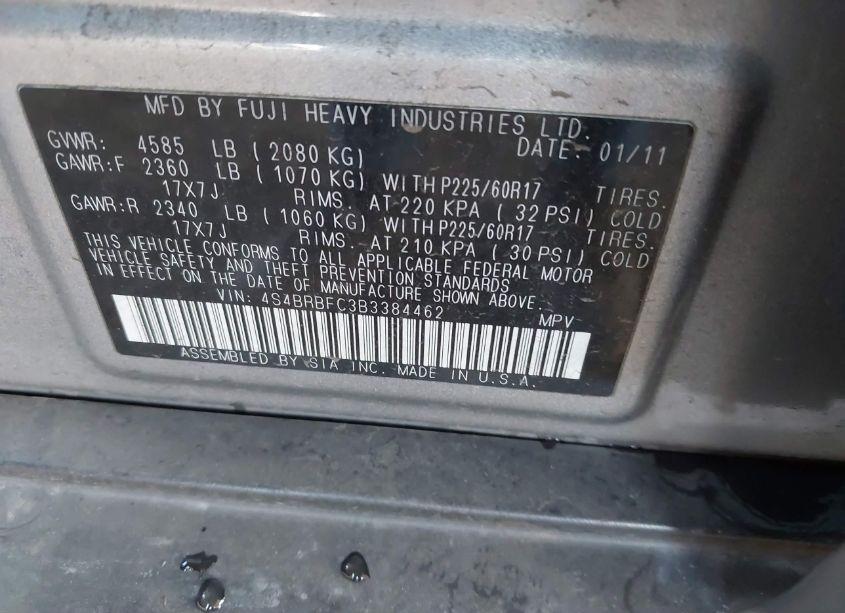 MFD BY FUJI HEAVY INDUSTRIES LTD.
GVWR: 4585 LB ( 2080 KG) DATE: 01/11
GAWR:F 2360 LB ( 1070 KG) WITH P225/60R17 TIRES.
17X7J RIMS. AT 220 KPA ( 32 PSI) COLD
GAWR:R 2340 LB ( 1060 KG) WITH P225/60R17 TIRES.
17X7J RIMS. AT 210 KPA ( 30 PSI) COLD
THIS VEHICLE CONFORMS TO ALL APPLICABLE FEDERAL MOTOR
VEHICLE SAFETY AND THEFT PREVENTION STANDARDS
IN EFFECT ON THE DATE OF MANUFACTURE SHOWN ABOVE.
VIN: 4S4BRBFC3B3384462 MPV
ASSEMBLED BY SIA INC. MADE IN U.S.A.